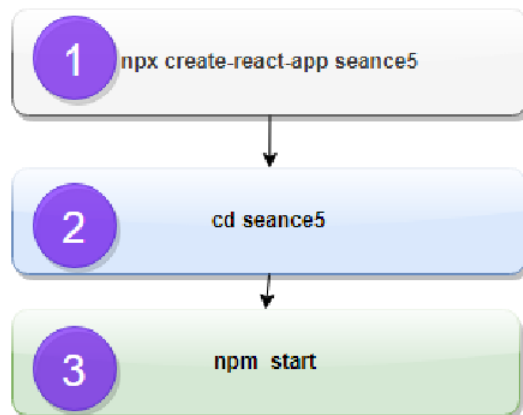 1
npx create-react-app seance5
2
cd seance5
3
npm start